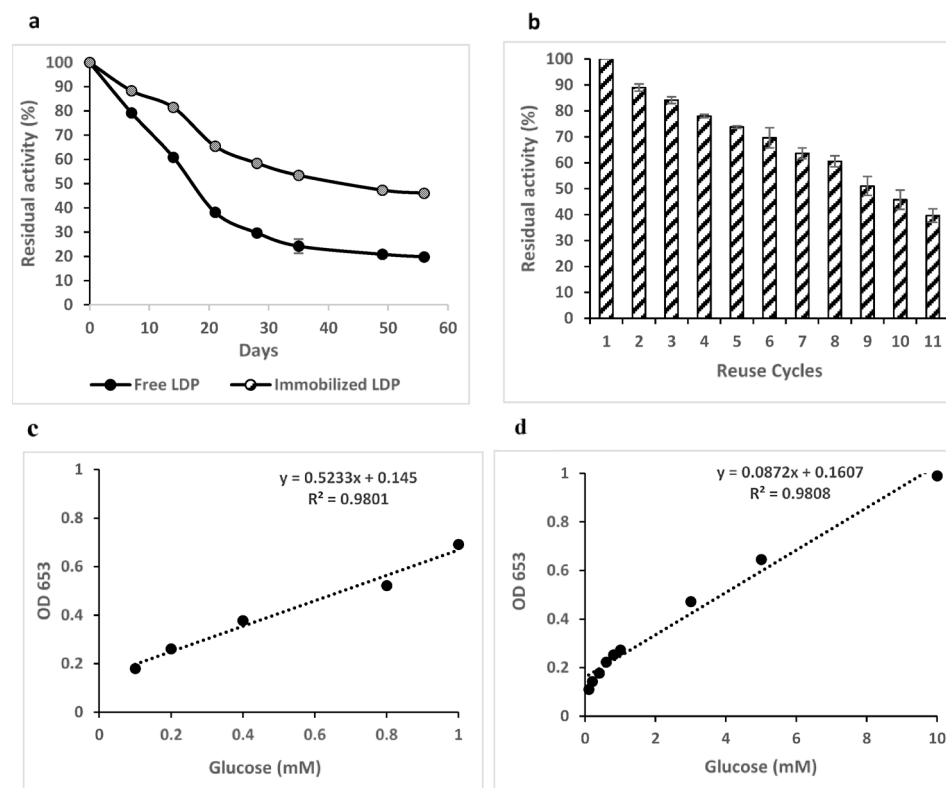 a
100
90
80
70
60
50
40
30
20
10
0
Residual activity (%)
0 10 20 30 40 50 60
Days
Free LDP Immobilized LDP
b
100
90
80
70
60
50
40
30
20
10
0
Residual activity (%)
1 2 3 4 5 6 7 8 9 10 11
Reuse Cycles
c
y = 0.5233x + 0.145
R² = 0.9801
1
0.8
0.6
0.4
0.2
0
OD 653
0 0.2 0.4 0.6 0.8 1
Glucose (mM)
d
y = 0.0872x + 0.1607
R² = 0.9808
1
0.8
0.6
0.4
0.2
0
OD 653
0 2 4 6 8 10
Glucose (mM)